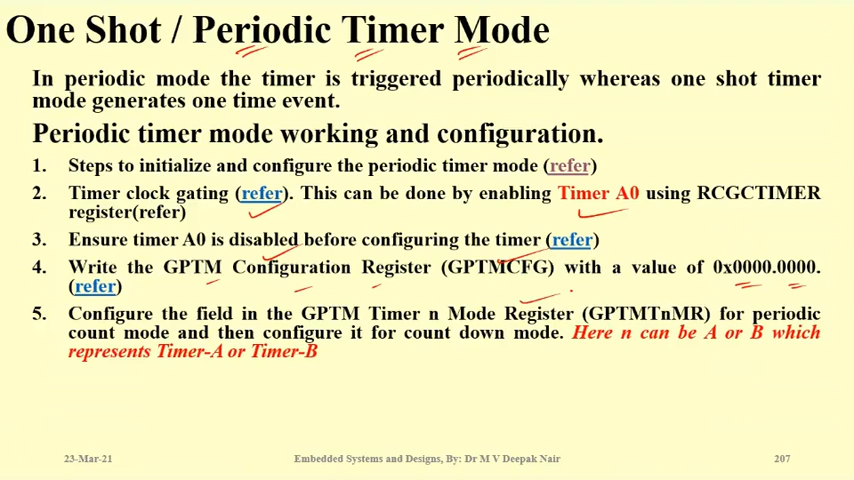 One Shot / Periodic Timer Mode
In periodic mode the timer is triggered periodically whereas one shot timer
mode generates one time event.
Periodic timer mode working and configuration.
1. Steps to initialize and configure the periodic timer mode (refer)
2. Timer clock gating (refer). This can be done by enabling Timer A0 using RCGCTIMER
register(refer)
3. Ensure timer A0 is disabled before configuring the timer (refer)
4. Write the GPTM Configuration Register (GPTMCFG) with a value of 0x0000.0000.
(refer)
5. Configure the field in the GPTM Timer n Mode Register (GPTMTnMR) for periodic
count mode and then configure it for count down mode. Here n can be A or B which
represents Timer-A or Timer-B
23-Mar-21 Embedded Systems and Designs, By: Dr M V Deepak Nair 207